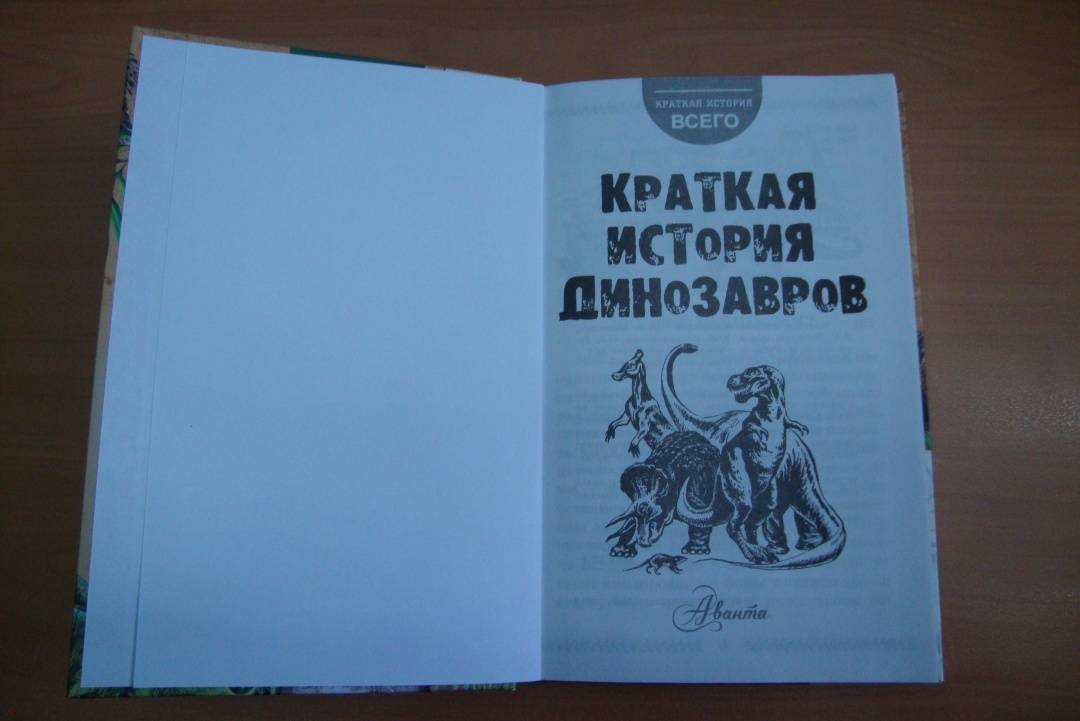 КРАТКАЯ ИСТОРИЯ
ВСЕГО
КРАТКАЯ
ИСТОРИЯ
ДИНОЗАВРОВ
Аванта